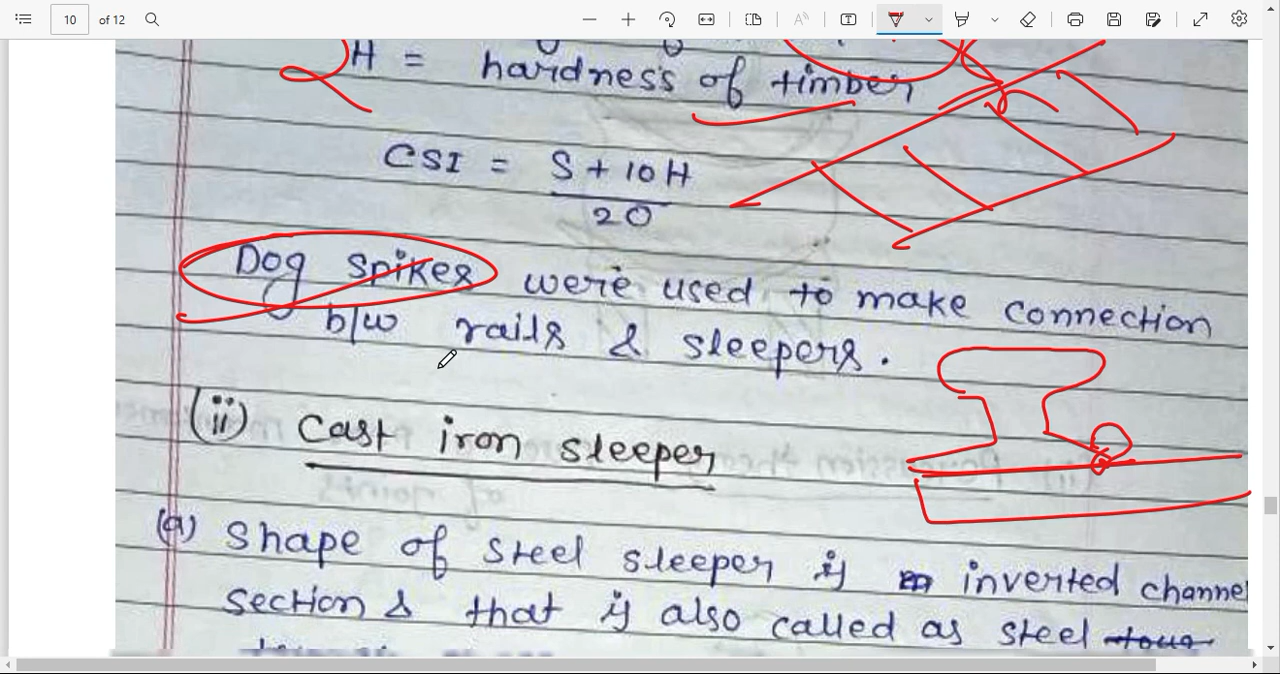 10 of 12
H = hardness of timber
CSI = S + 10H
20
Dog spikes were used to make connection
b/w rails & sleepers.
(ii) Cast iron sleeper
(a) Shape of steel sleeper is inverted channel
section & that is also called as steel